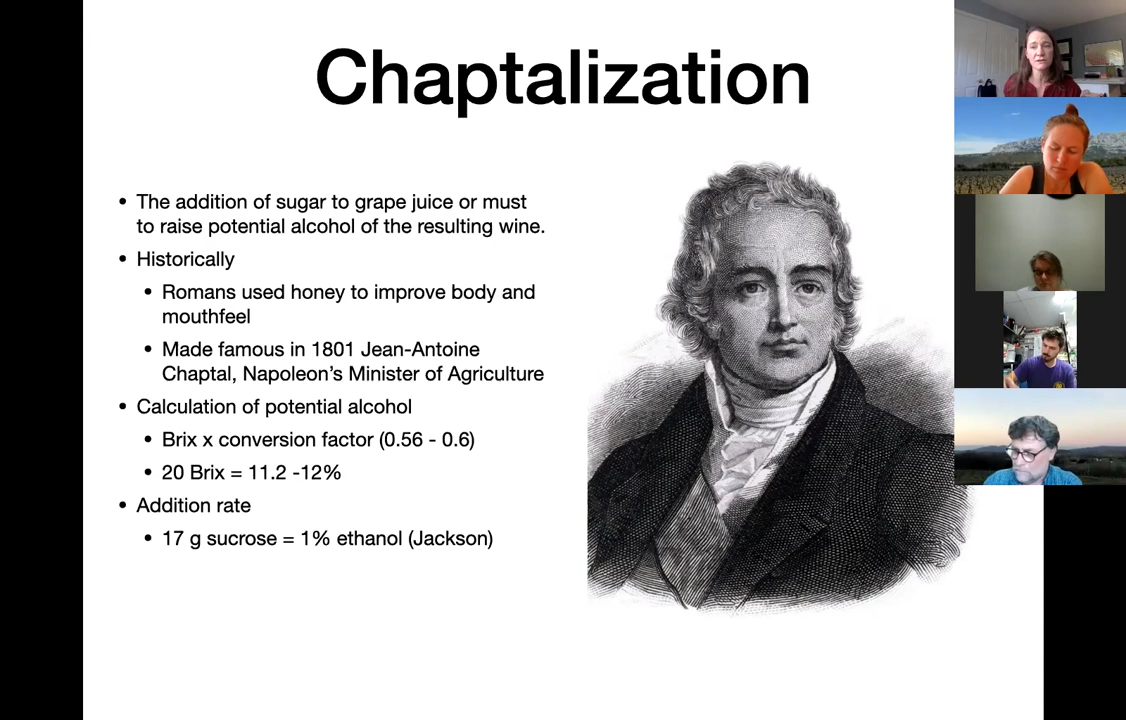 Chaptalization
• The addition of sugar to grape juice or must
to raise potential alcohol of the resulting wine.
• Historically
• Romans used honey to improve body and
mouthfeel
• Made famous in 1801 Jean-Antoine
Chaptal, Napoleon's Minister of Agriculture
• Calculation of potential alcohol
• Brix x conversion factor (0.56 - 0.6)
• 20 Brix = 11.2 -12%
• Addition rate
• 17 g sucrose = 1% ethanol (Jackson)